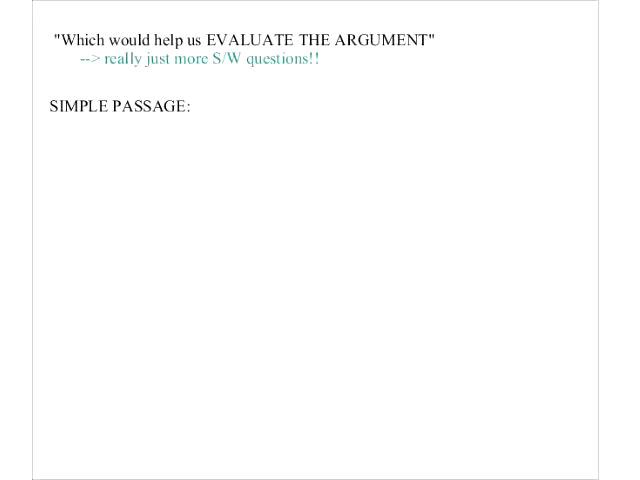 "Which would help us EVALUATE THE ARGUMENT"
--> really just more S/W questions!!
SIMPLE PASSAGE: